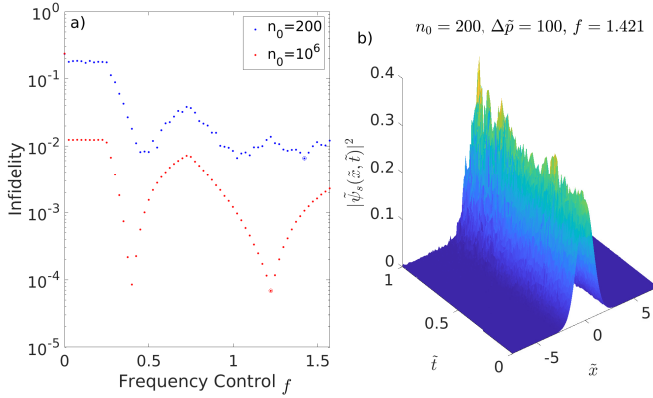 a)
n₀=200
n₀=10⁶
10⁰
10⁻¹
10⁻²
10⁻³
10⁻⁴
10⁻⁵
Infidelity
0 0.5 1 1.5
Frequency Control f
b)
n₀ = 200, Δp̃ = 100, f = 1.421
0.4
0.3
0.2
0.1
0
|ψ̃ₛ(x̃, t̃)|²
1 0.5 0
t̃
-5 0 5
x̃